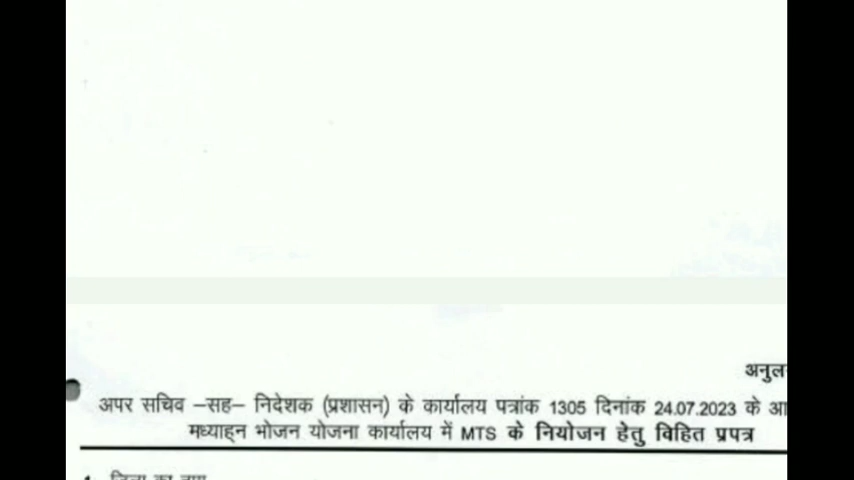 अपर सचिव –सह– निदेशक (प्रशासन) के कार्यालय पत्रांक 1305 दिनांक 24.07.2023 के
मध्याह्न भोजन योजना कार्यालय में MTS के नियोजन हेतु विहित प्रपत्र